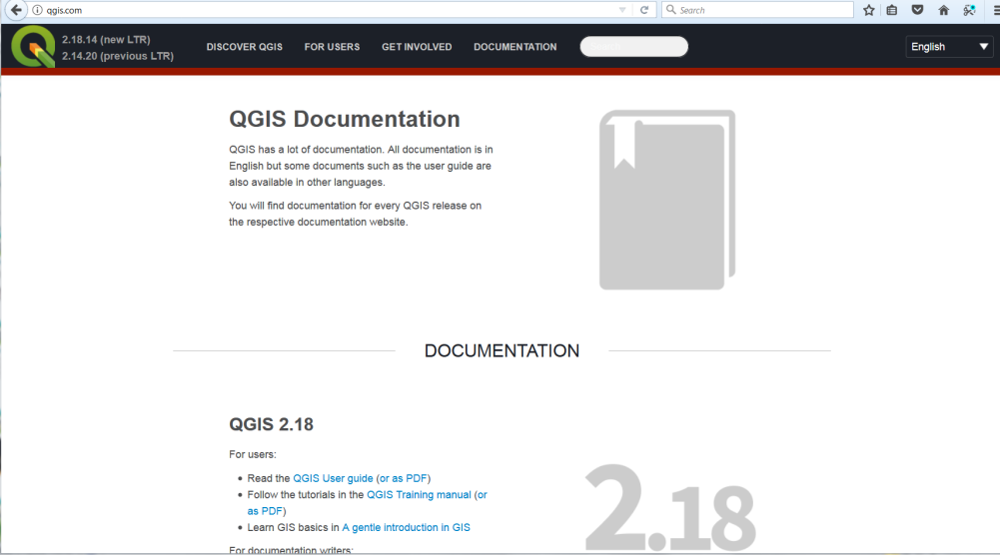 qgis.com
Search
2.18.14 (new LTR)
2.14.20 (previous LTR)
DISCOVER QGIS FOR USERS GET INVOLVED DOCUMENTATION
English
QGIS Documentation
QGIS has a lot of documentation. All documentation is in
English but some documents such as the user guide are
also available in other languages.
You will find documentation for every QGIS release on
the respective documentation website.
DOCUMENTATION
QGIS 2.18
For users:
Read the QGIS User guide (or as PDF)
Follow the tutorials in the QGIS Training manual (or
as PDF)
Learn GIS basics in A gentle introduction in GIS
2.18
For documentation writers: